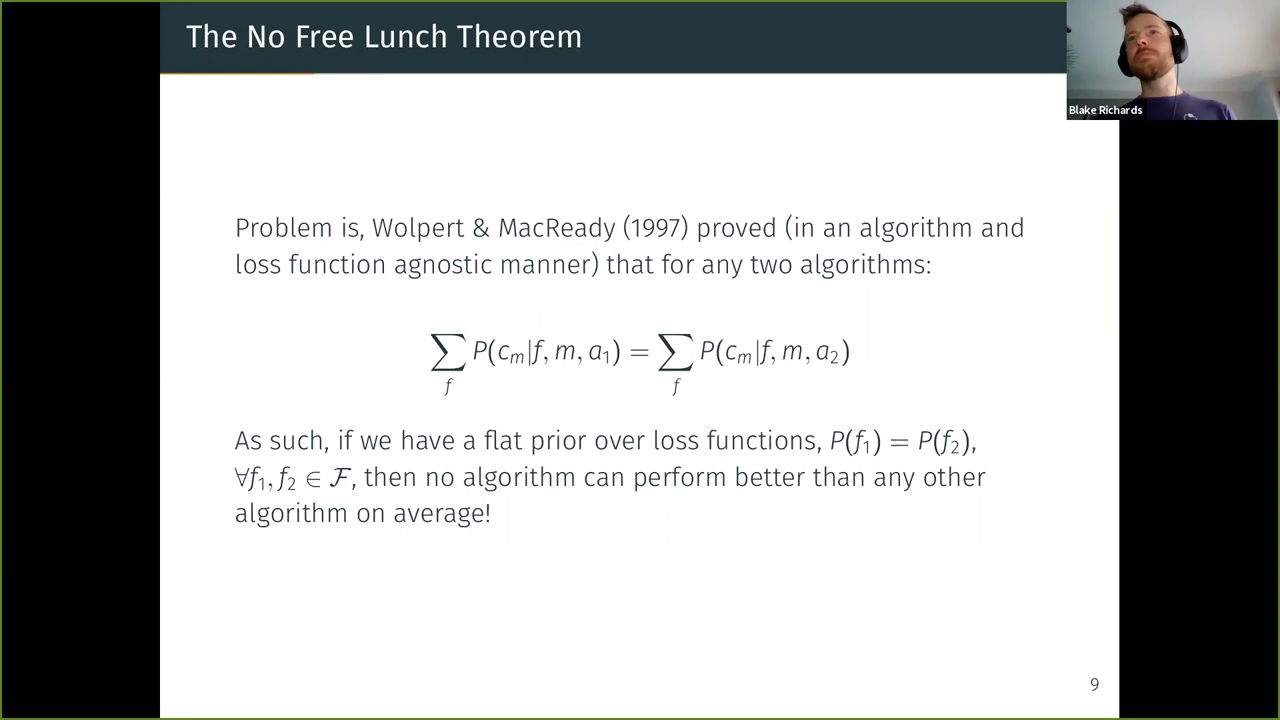 The No Free Lunch Theorem
Blake Richards
Problem is, Wolpert & MacReady (1997) proved (in an algorithm and
loss function agnostic manner) that for any two algorithms:
∑_f P(c_m|f, m, a_1) = ∑_f P(c_m|f, m, a_2)
As such, if we have a flat prior over loss functions, P(f_1) = P(f_2),
∀f_1, f_2 ∈ ℱ, then no algorithm can perform better than any other
algorithm on average!
9